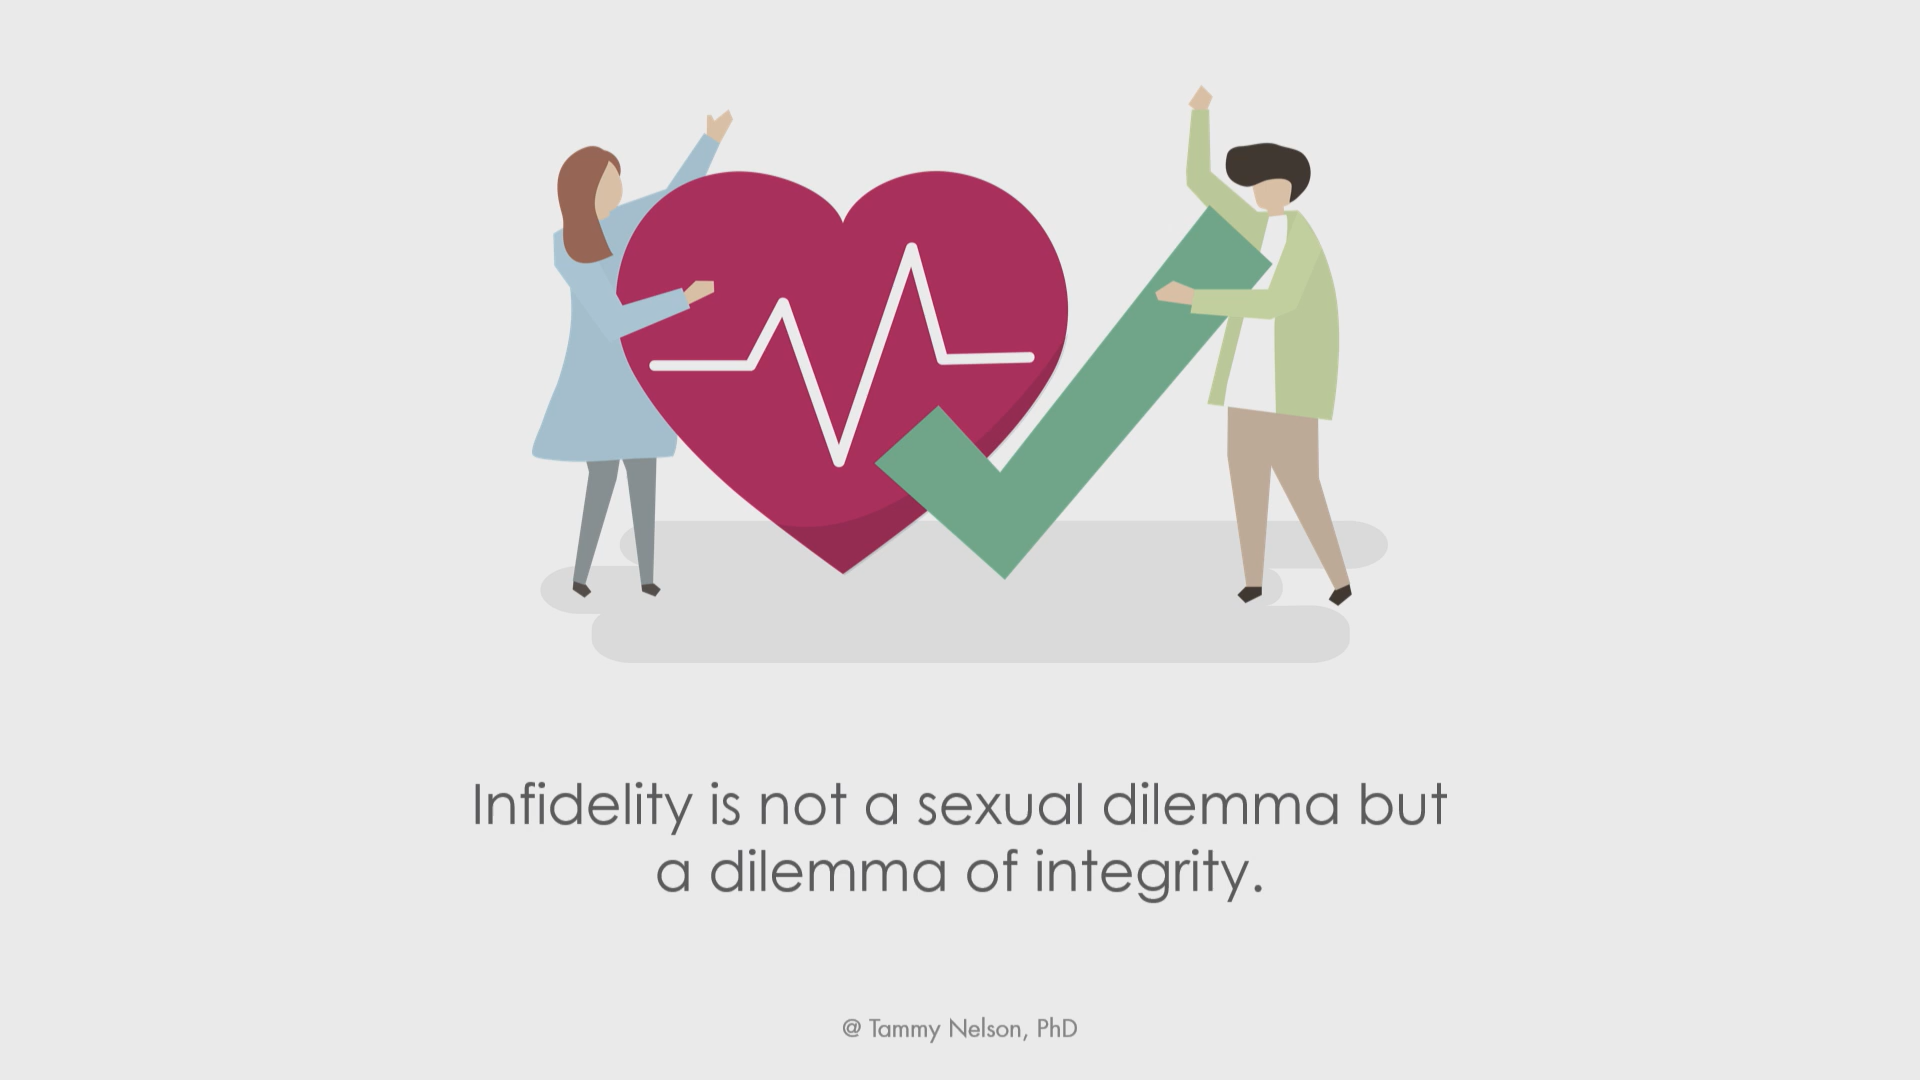 Infidelity is not a sexual dilemma but
a dilemma of integrity.
@ Tammy Nelson, PhD